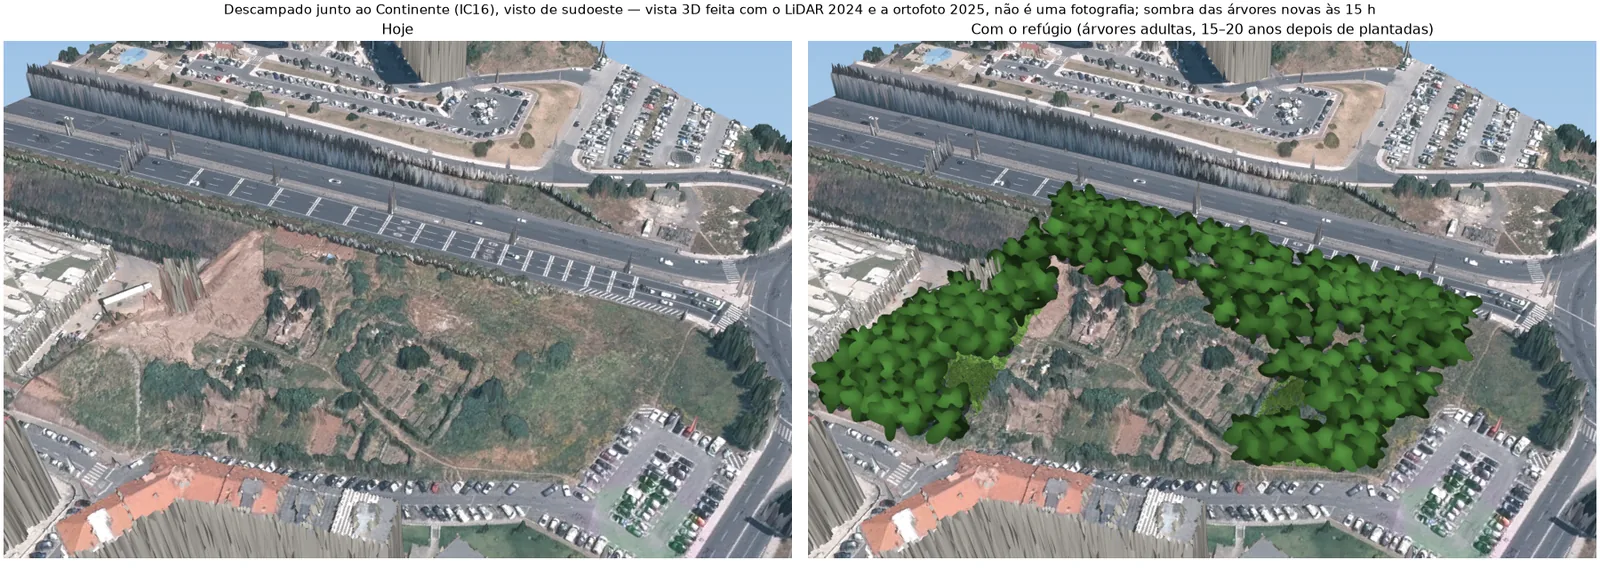 Descampado junto ao Continente (IC16), visto de sudoeste — vista 3D feita com o LiDAR 2024 e a ortofoto 2025, não é uma fotografia; sombra das árvores novas às 15 h
Hoje
Com o refúgio (árvores adultas, 15–20 anos depois de plantadas)